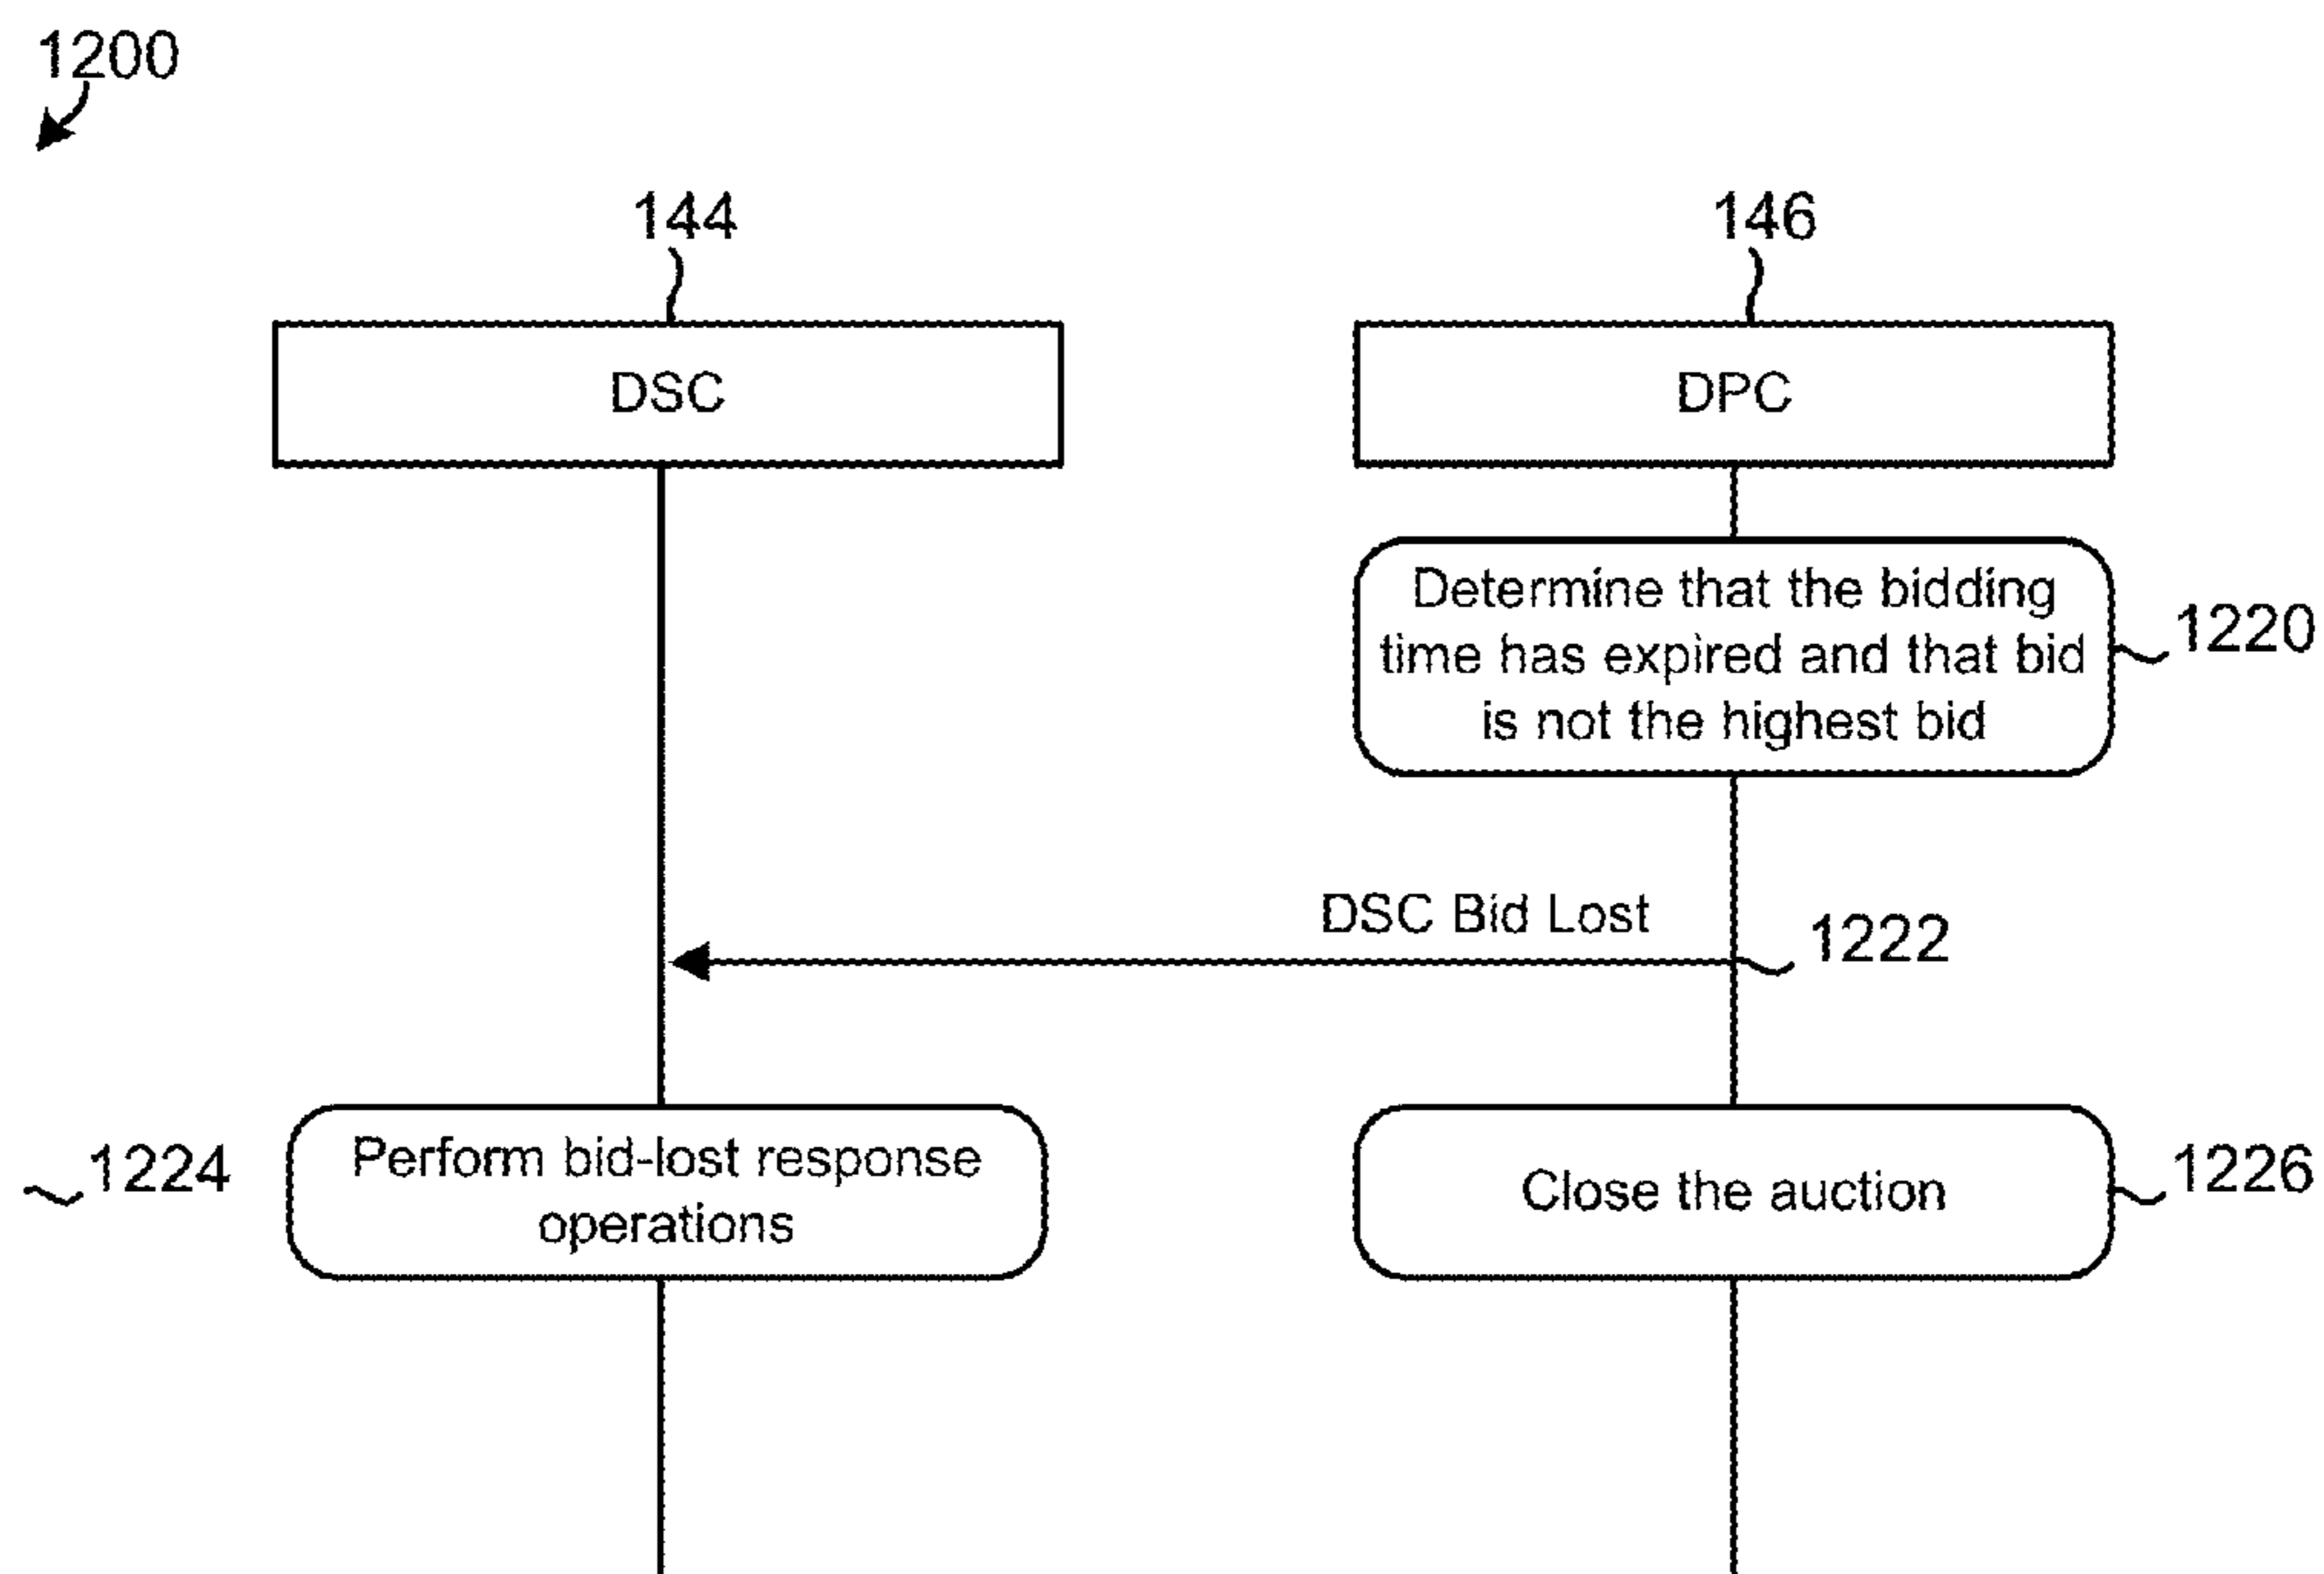 1200
144
146
DSC
DPC
Determine that the bidding
time has expired and that bid
is not the highest bid
1220
DSC Bid Lost
1222
1224
Perform bid-lost response
operations
Close the auction
1226